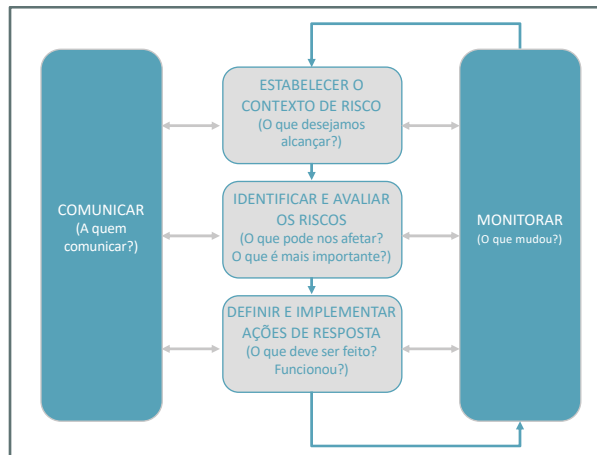 ESTABELECER O
CONTEXTO DE RISCO
(O que desejamos
alcançar?)
COMUNICAR
(A quem
comunicar?)
IDENTIFICAR E AVALIAR
OS RISCOS
(O que pode nos afetar?
O que é mais importante?)
MONITORAR
(O que mudou?)
DEFINIR E IMPLEMENTAR
AÇÕES DE RESPOSTA
(O que deve ser feito?
Funcionou?)